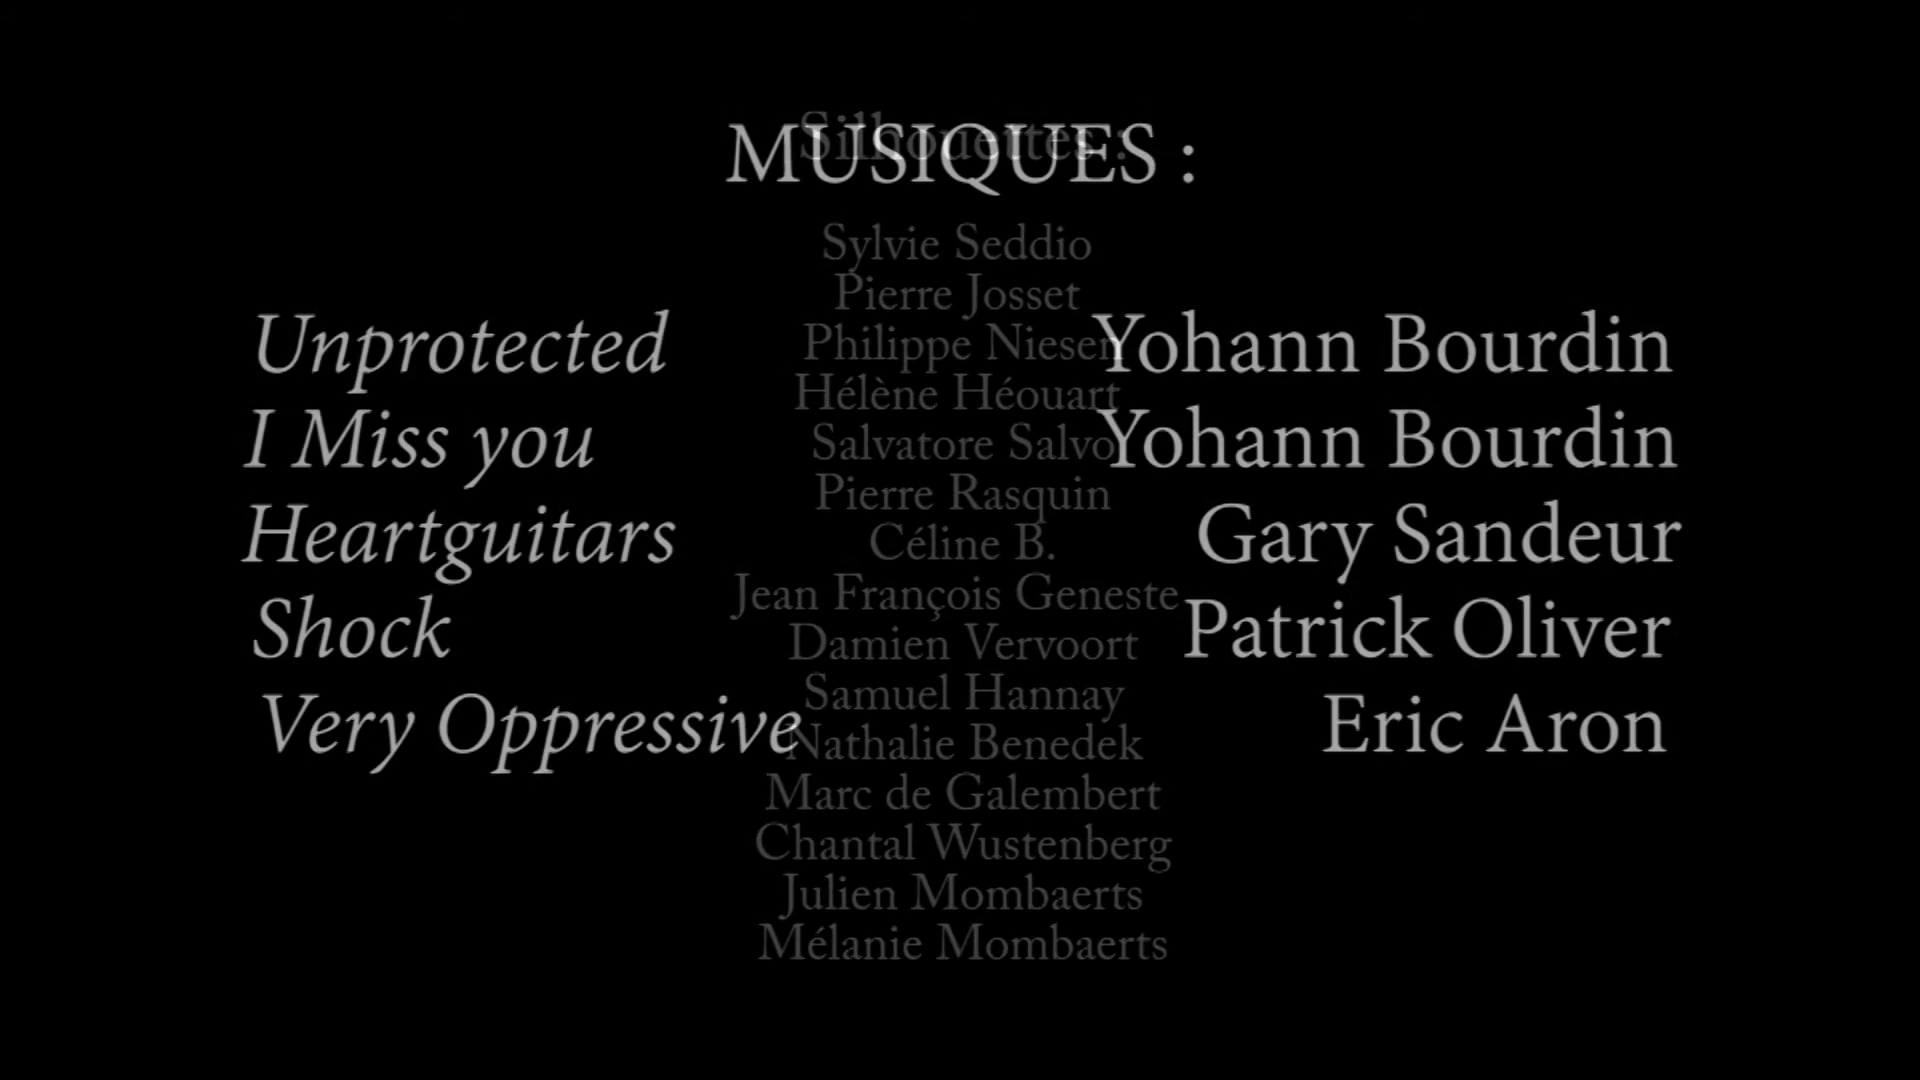 MUSIQUES :
Unprotected Yohann Bourdin
I Miss you Yohann Bourdin
Heartguitars Gary Sandeur
Shock Patrick Oliver
Very Oppressive Eric Aron
Silhouettes :
Sylvie Seddio
Pierre Josset
Philippe Niesen
Hélène Héouart
Salvatore Salvo
Pierre Rasquin
Céline B.
Jean François Geneste
Damien Vervoort
Samuel Hannay
Nathalie Benedek
Marc de Galembert
Chantal Wustenberg
Julien Mombaerts
Mélanie Mombaerts